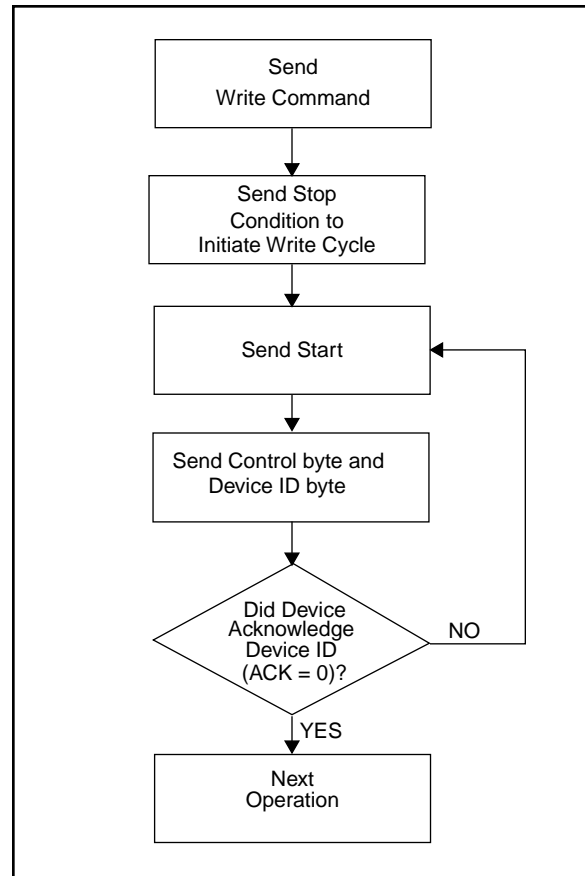 Send
Write Command
Send Stop
Condition to
Initiate Write Cycle
Send Start
Send Control byte and
Device ID byte
Did Device
Acknowledge
Device ID
(ACK = 0)?
NO
YES
Next
Operation